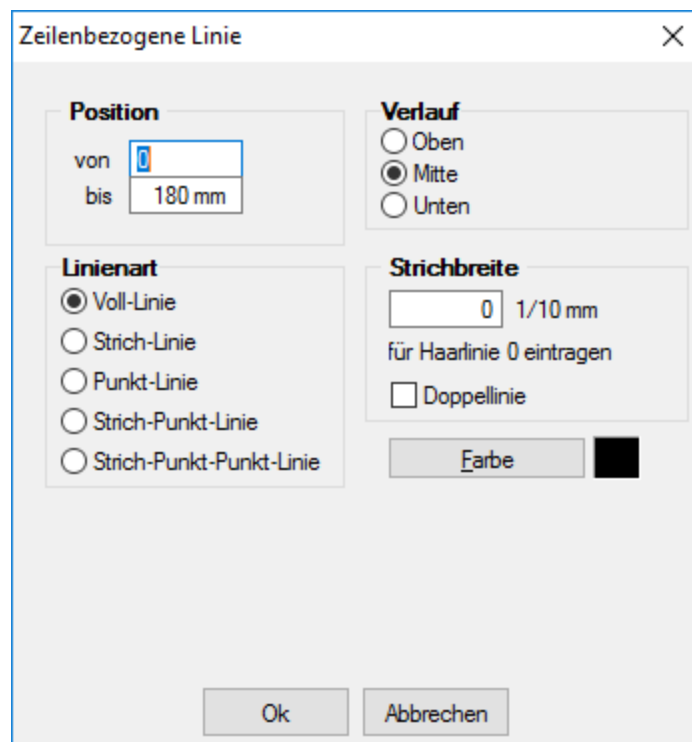 Zeilenbezogene Linie
Position
von 0
bis 180 mm
Verlauf
Oben
Mitte
Unten
Linienart
Voll-Linie
Strich-Linie
Punkt-Linie
Strich-Punkt-Linie
Strich-Punkt-Punkt-Linie
Strichbreite
0 1/10 mm
für Haarlinie 0 eintragen
Doppellinie
Farbe
Ok
Abbrechen